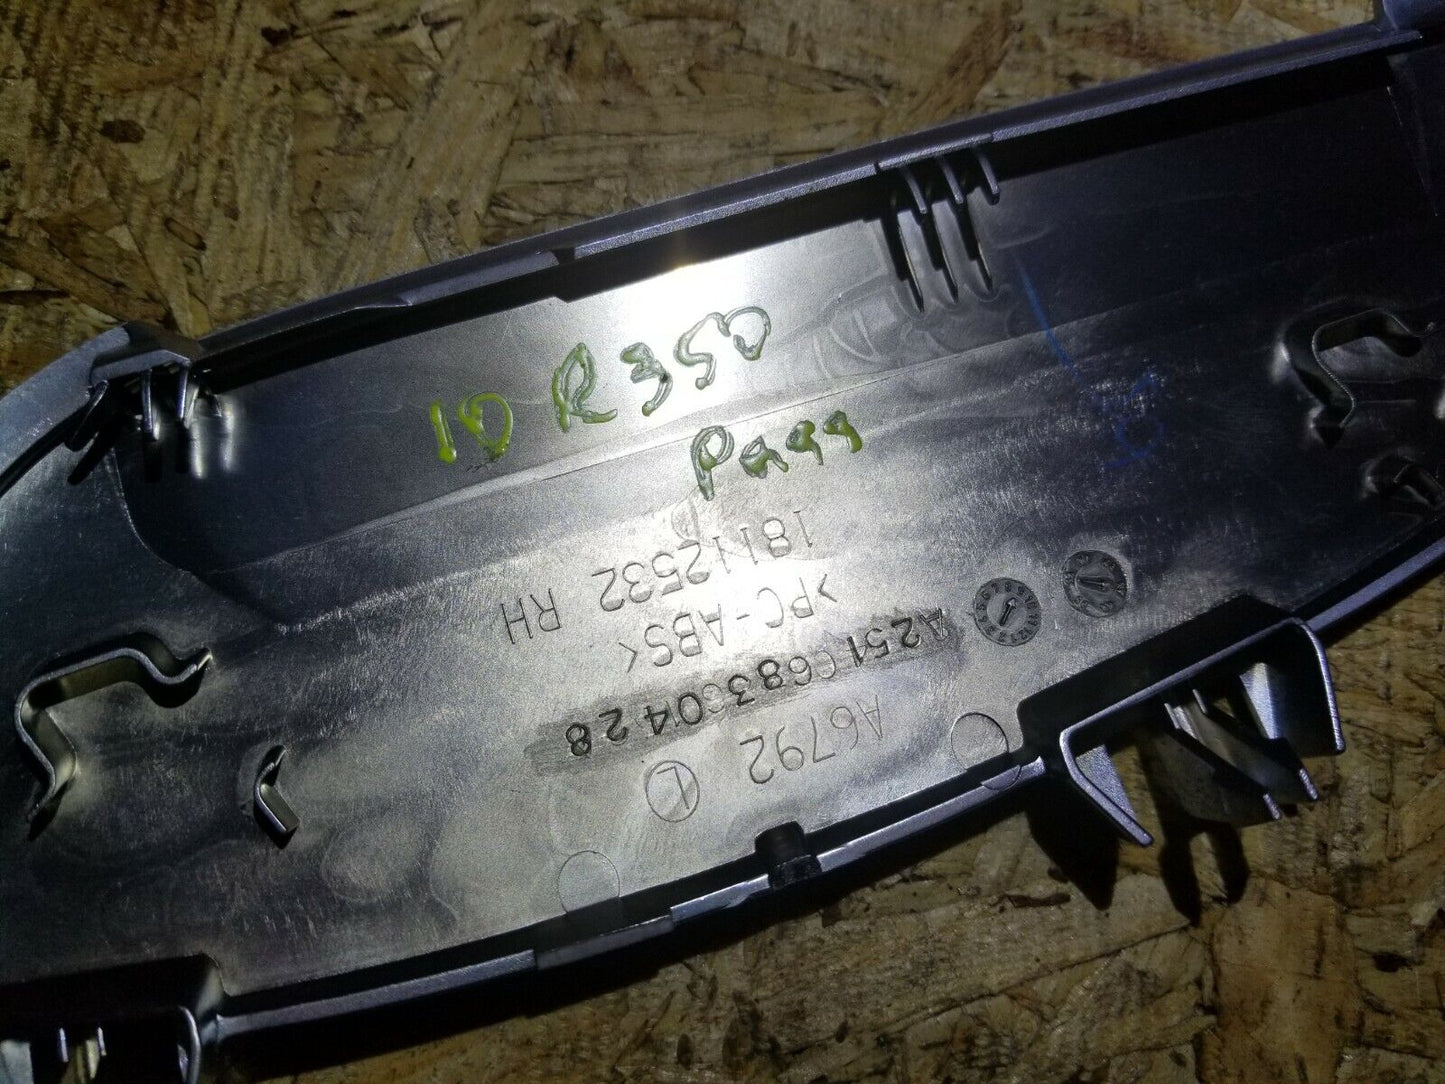 10 R350
Pass
18112532 RH
>PC-ABS<
A2516830428
A6792